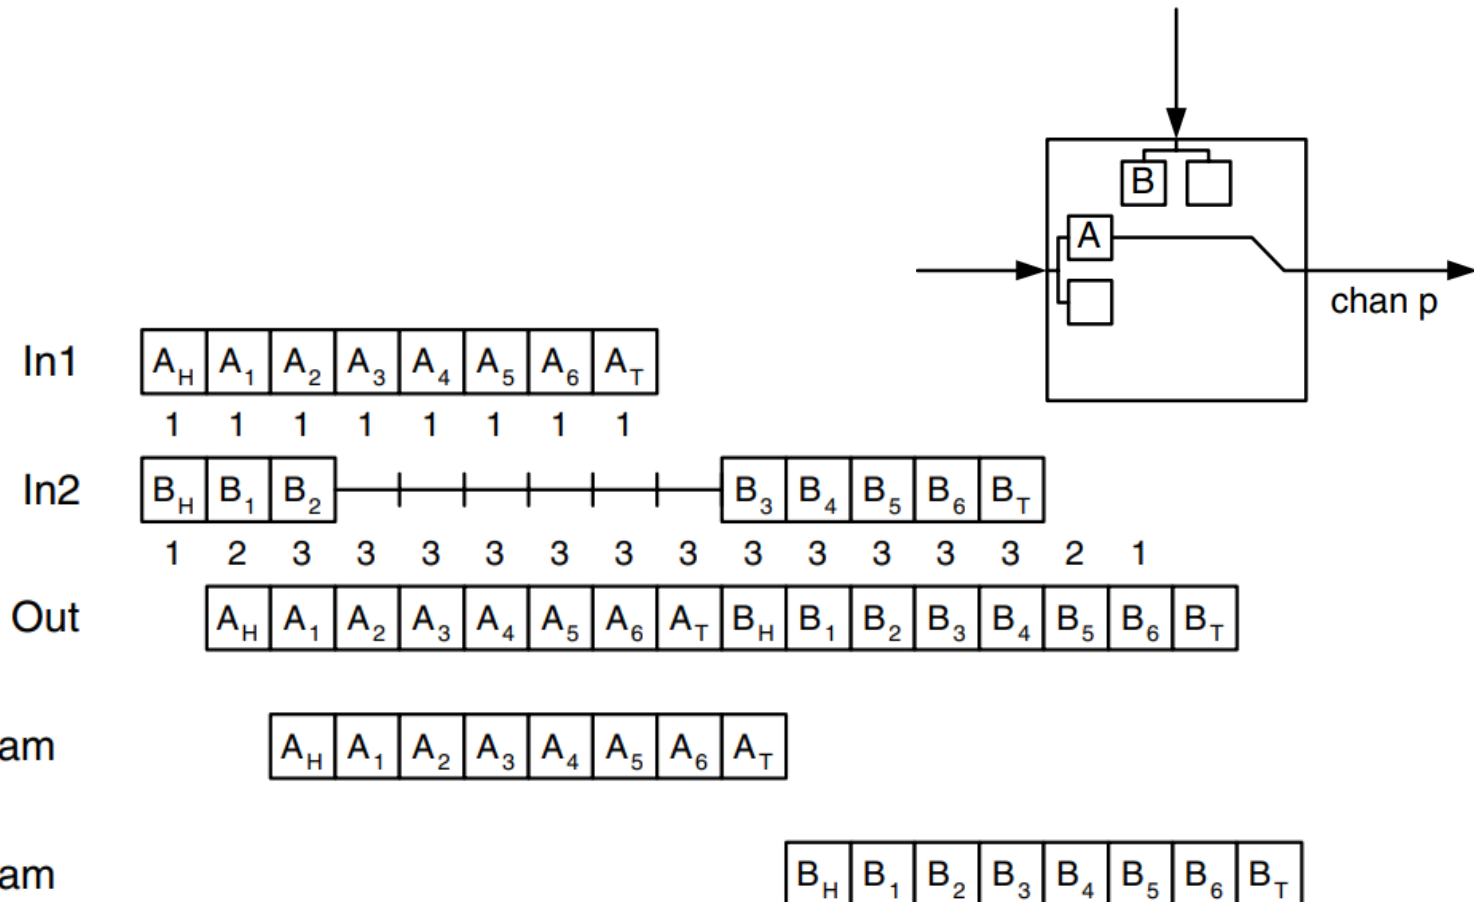 B
A
chan p
In1 A_H A_1 A_2 A_3 A_4 A_5 A_6 A_T
1 1 1 1 1 1 1 1
In2 B_H B_1 B_2 B_3 B_4 B_5 B_6 B_T
1 2 3 3 3 3 3 3 3 3 3 3 3 3 2 1
Out A_H A_1 A_2 A_3 A_4 A_5 A_6 A_T B_H B_1 B_2 B_3 B_4 B_5 B_6 B_T
am A_H A_1 A_2 A_3 A_4 A_5 A_6 A_T
am B_H B_1 B_2 B_3 B_4 B_5 B_6 B_T